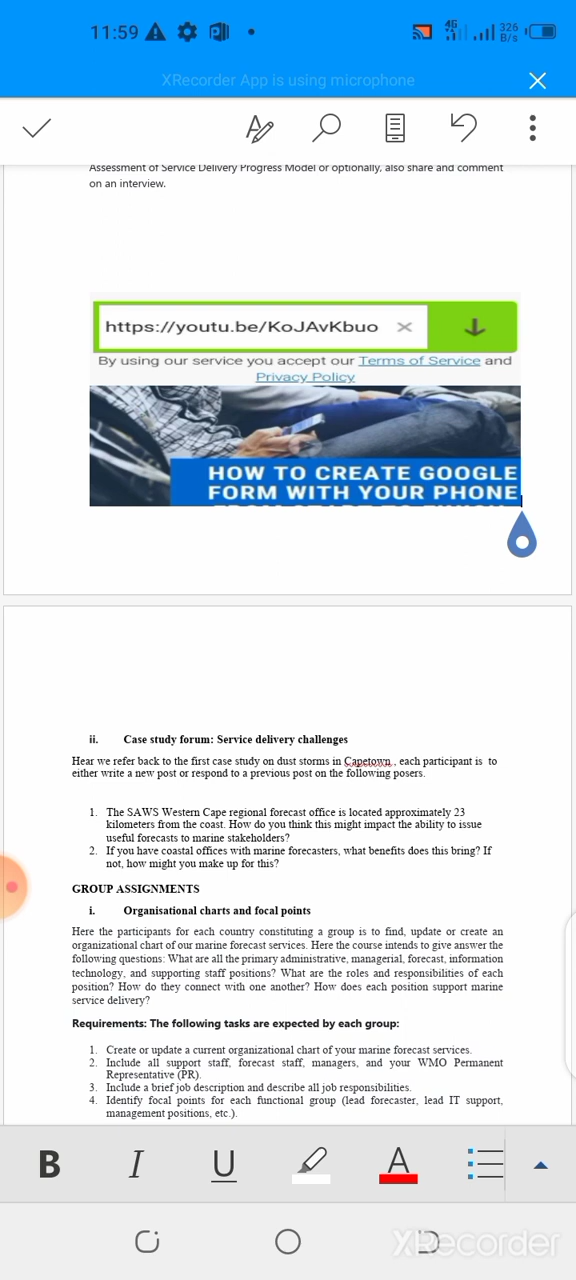 11:59
4G
326
B/s
XRecorder App is using microphone
Assessment of Service Delivery Progress Model or optionally, also share and comment
on an interview.
https://youtu.be/KoJAvKbuo
By using our service you accept our Terms of Service and
Privacy Policy
HOW TO CREATE GOOGLE
FORM WITH YOUR PHONE
ii. Case study forum: Service delivery challenges
Hear we refer back to the first case study on dust storms in Capetown , each participant is to
either write a new post or respond to a previous post on the following posers.
1. The SAWS Western Cape regional forecast office is located approximately 23
kilometers from the coast. How do you think this might impact the ability to issue
useful forecasts to marine stakeholders?
2. If you have coastal offices with marine forecasters, what benefits does this bring? If
not, how might you make up for this?
GROUP ASSIGNMENTS
i. Organisational charts and focal points
Here the participants for each country constituting a group is to find, update or create an
organizational chart of our marine forecast services. Here the course intends to give answer the
following questions: What are all the primary administrative, managerial, forecast, information
technology, and supporting staff positions? What are the roles and responsibilities of each
position? How do they connect with one another? How does each position support marine
service delivery?
Requirements: The following tasks are expected by each group:
1. Create or update a current organizational chart of your marine forecast services.
2. Include all support staff, forecast staff, managers, and your WMO Permanent
Representative (PR).
3. Include a brief job description and describe all job responsibilities.
4. Identify focal points for each functional group (lead forecaster, lead IT support,
management positions, etc.).
B I U A
XRecorder